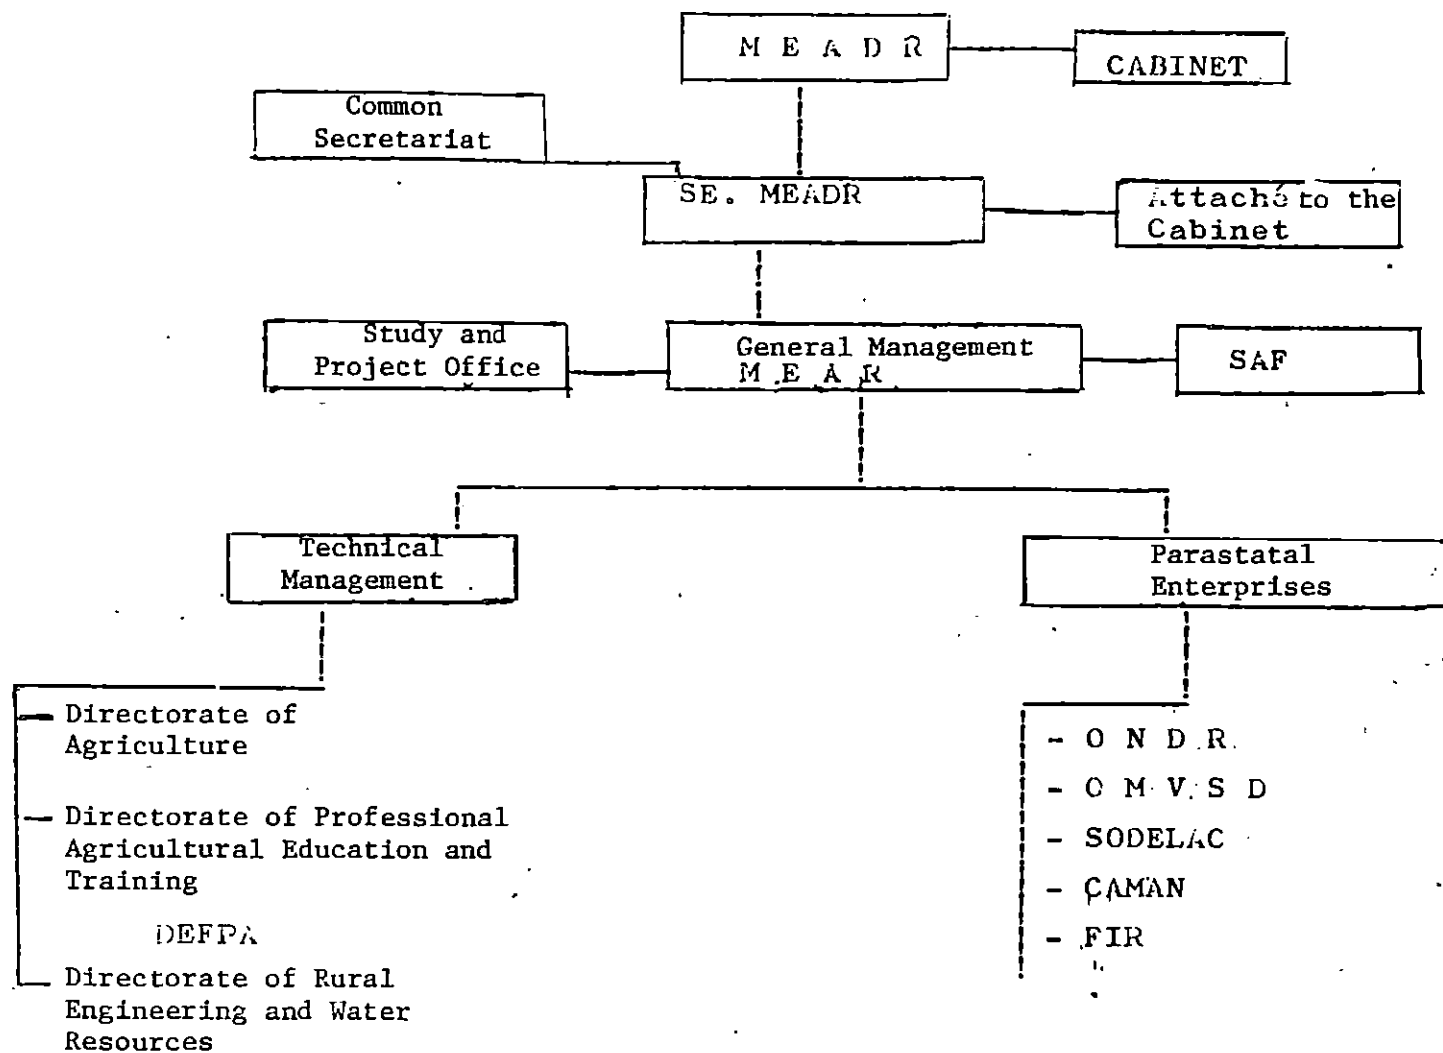 M E A D R
CABINET
Common
Secretariat
SE. MEADR
Attaché to the
Cabinet
Study and
Project Office
General Management
M E A R
SAF
Technical
Management
Parastatal
Enterprises
Directorate of
Agriculture
Directorate of Professional
Agricultural Education and
Training
DEFPA
Directorate of Rural
Engineering and Water
Resources
- O N D.R.
- O M V.S D
- SODELAC
- CAMAN
- FIR